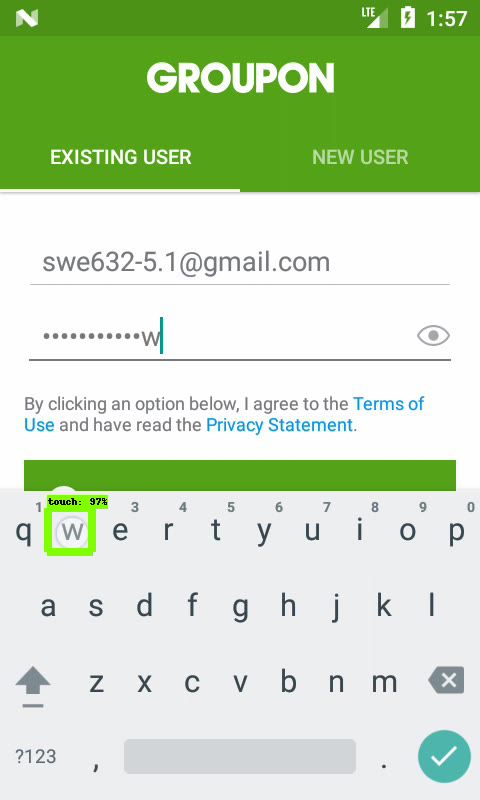 LTE 1:57
GROUPON
EXISTING USER NEW USER
swe632-5.1@gmail.com
•••••••••••w
By clicking an option below, I agree to the Terms of
Use and have read the Privacy Statement.
touch: 97%
1 3 4 5 6 7 8 9 0
q w e r t y u i o p
a s d f g h j k l
z x c v b n m
?123 , .